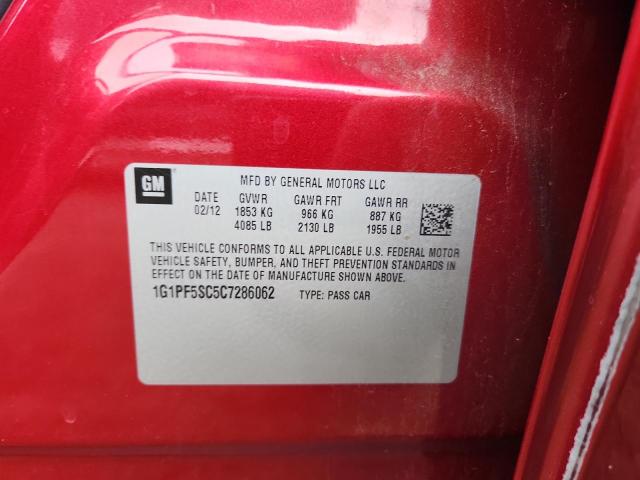 GM
MFD BY GENERAL MOTORS LLC
DATE GVWR GAWR FRT GAWR RR
02/12 1853 KG 966 KG 887 KG
4085 LB 2130 LB 1955 LB
THIS VEHICLE CONFORMS TO ALL APPLICABLE U.S. FEDERAL MOTOR
VEHICLE SAFETY, BUMPER, AND THEFT PREVENTION STANDARDS IN
EFFECT ON THE DATE OF MANUFACTURE SHOWN ABOVE.
1G1PF5SC5C7286062 TYPE: PASS CAR